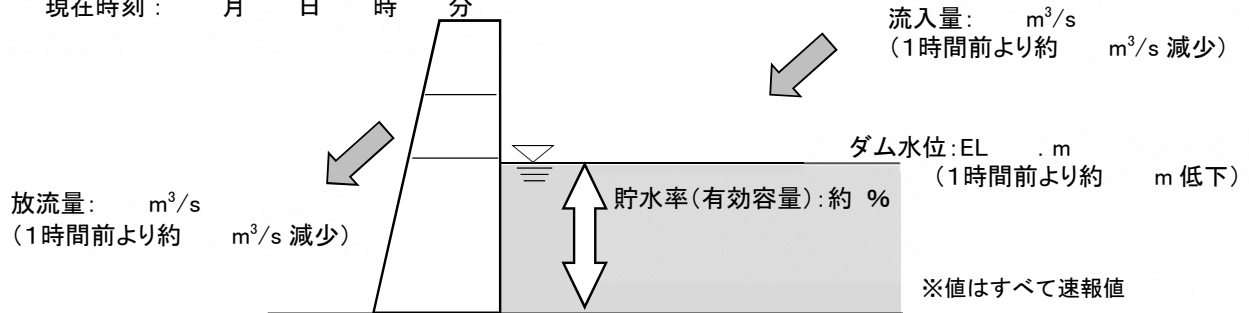 現在時刻： 月 日 時 分
流入量： m³/s
（1時間前より約 m³/s 減少）
ダム水位：EL . m
（1時間前より約 m 低下）
貯水率（有効容量）：約 %
放流量： m³/s
（1時間前より約 m³/s 減少）
※値はすべて速報値